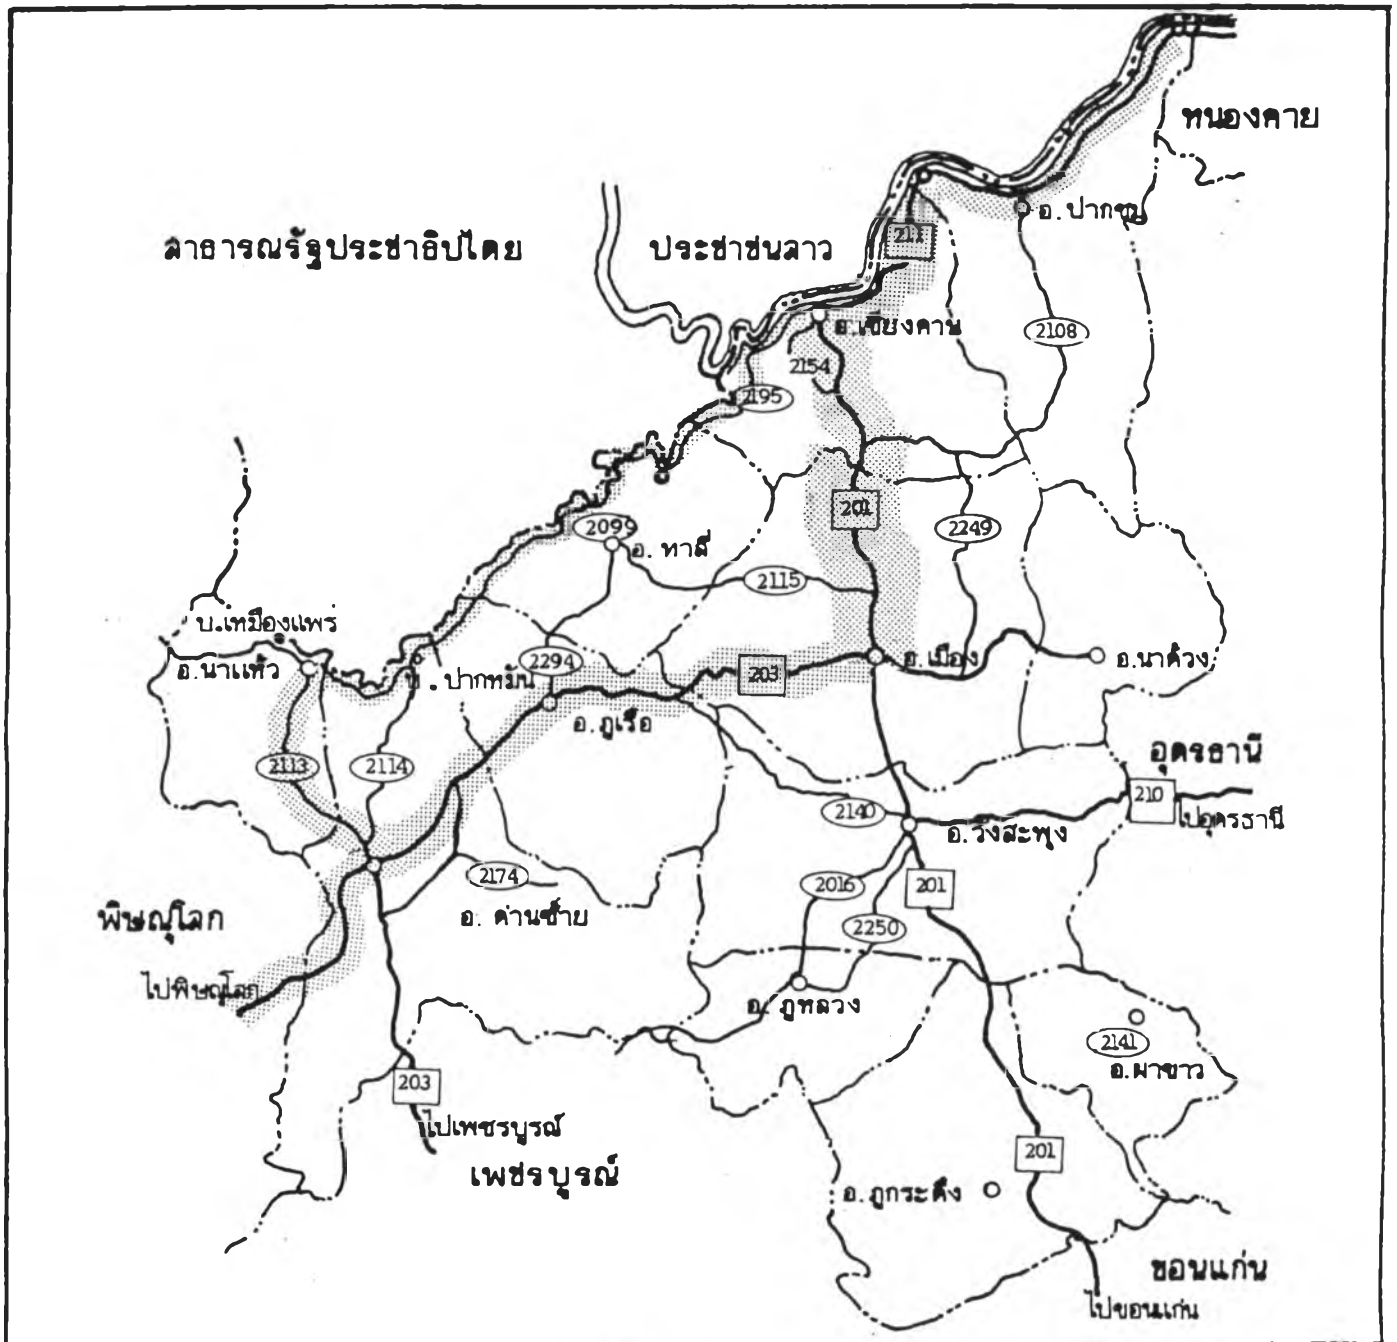 หนองคาย
อ. ปากชม
สาธารณรัฐประชาธิปไตย ประชาชนลาว
211
อ.เชียงคาน
2108
2154
2195
201
2099
2249
อ. ท่าลี่
2115
บ.เหมืองแพร่
อ.นาแห้ว
บ. ปากหมัน
2294
203
อ.เมือง
อ.นาด้วง
อ.ภูเรือ
2113
2114
อุดรธานี
210
ไปอุดรธานี
2140
อ.วังสะพุง
2174
2016
201
พิษณุโลก
อ. ด่านซ้าย
2250
ไปพิษณุโลก
อ. ภูหลวง
2141
อ.ผาขาว
203
ไปเพชรบูรณ์
เพชรบูรณ์
201
อ.ภูกระดึง
ขอนแก่น
ไปขอนแก่น